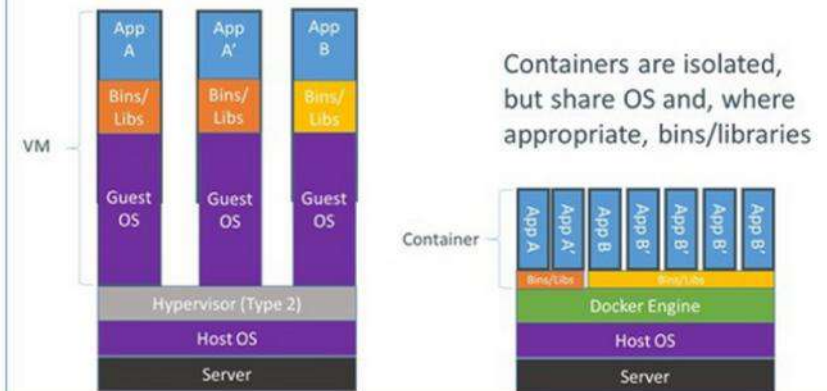 App
A
App
A'
App
B
Bins/
Libs
Bins/
Libs
Bins/
Libs
VM
Guest
OS
Guest
OS
Guest
OS
Hypervisor (Type 2)
Host OS
Server
Containers are isolated,
but share OS and, where
appropriate, bins/libraries
Container
App A
App A'
App B
App B'
App B'
App B'
App B'
Bins/Libs
Bins/Libs
Docker Engine
Host OS
Server